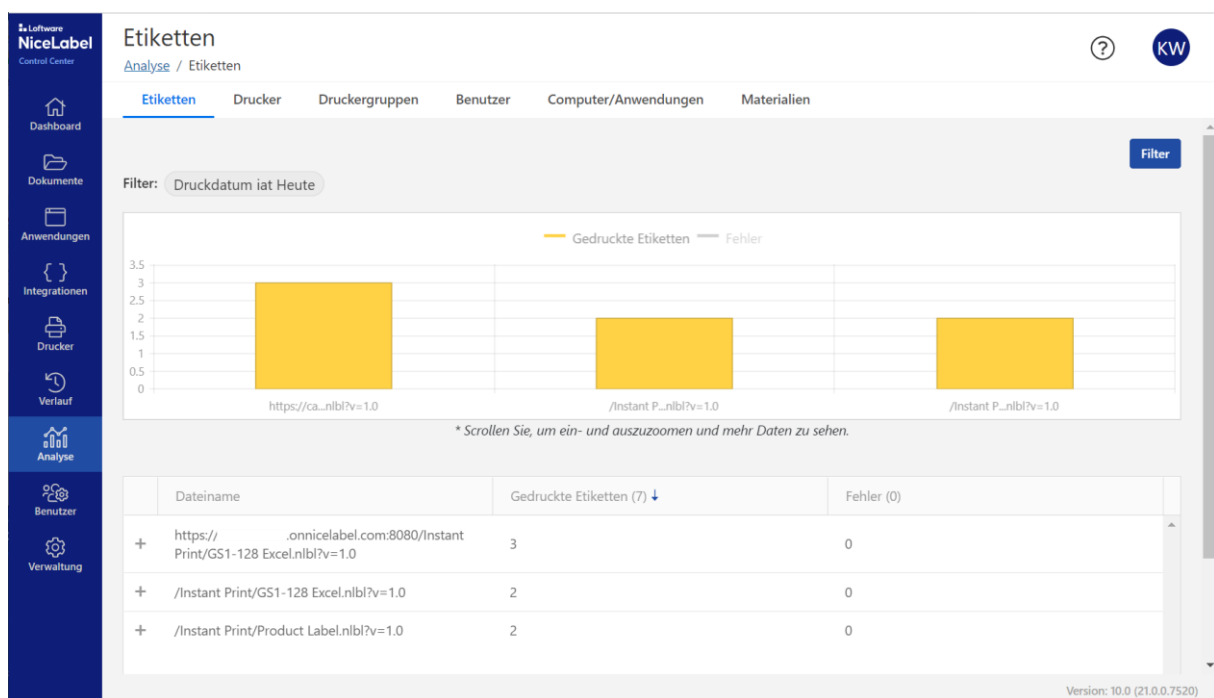 Loftware
NiceLabel
Control Center
Dashboard
Dokumente
Anwendungen
Integrationen
Drucker
Verlauf
Analyse
Benutzer
Verwaltung
Etiketten
Analyse / Etiketten
?
KW
Etiketten Drucker Druckergruppen Benutzer Computer/Anwendungen Materialien
Filter
Filter: Druckdatum iat Heute
Gedruckte Etiketten Fehler
3.5
3
2.5
2
1.5
1
0.5
0
https://ca...nlbl?v=1.0 /Instant P...nlbl?v=1.0 /Instant P...nlbl?v=1.0
* Scrollen Sie, um ein- und auszuzoomen und mehr Daten zu sehen.
Dateiname Gedruckte Etiketten (7) Fehler (0)
https:/ .onnicelabel.com:8080/Instant
Print/GS1-128 Excel.nlbl?v=1.0 3 0
/Instant Print/GS1-128 Excel.nlbl?v=1.0 2 0
/Instant Print/Product Label.nlbl?v=1.0 2 0
Version: 10.0 (21.0.0.7520)